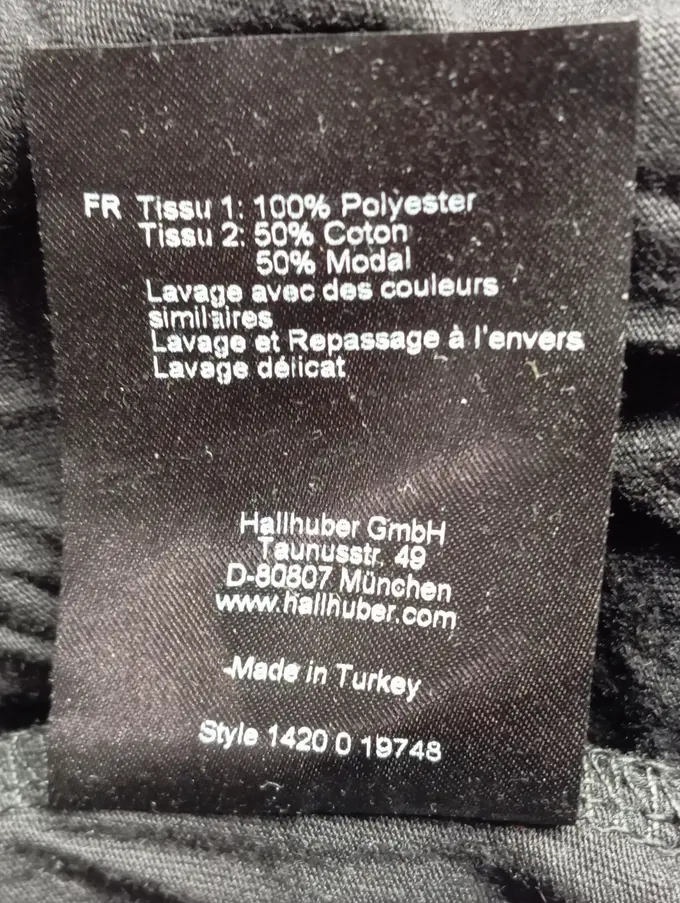 FR Tissu 1: 100% Polyester
Tissu 2: 50% Coton
50% Modal
Lavage avec des couleurs
similaires
Lavage et Repassage à l'envers
Lavage délicat
Hallhuber GmbH
Taunusstr. 49
D-80807 München
www.hallhuber.com
Made in Turkey
Style 1420 0 19748